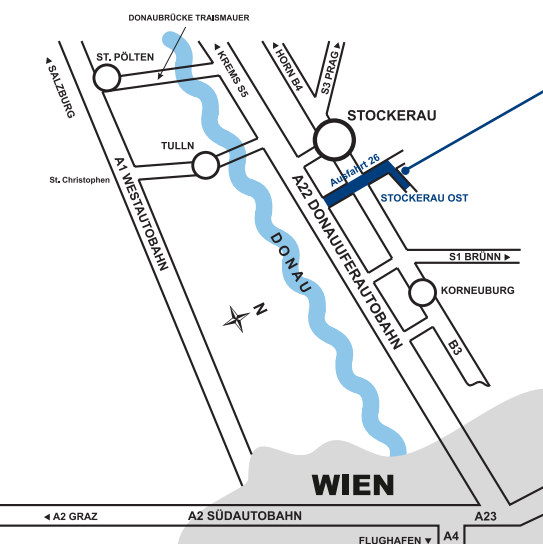 DONAUBRÜCKE TRAISMAUER
ST. PÖLTEN
◄ SALZBURG
◄ KREMS S5
◄ HORN B4
S3 PRAG ►
STOCKERAU
TULLN
St. Christophen
A1 WESTAUTOBAHN
Ausfahrt 26
STOCKERAU OST
A22 DONAUUFERAUTOBAHN
DONAU
S1 BRÜNN ►
KORNEUBURG
N
B3
WIEN
◄ A2 GRAZ
A2 SÜDAUTOBAHN
A23
FLUGHAFEN ▼
A4